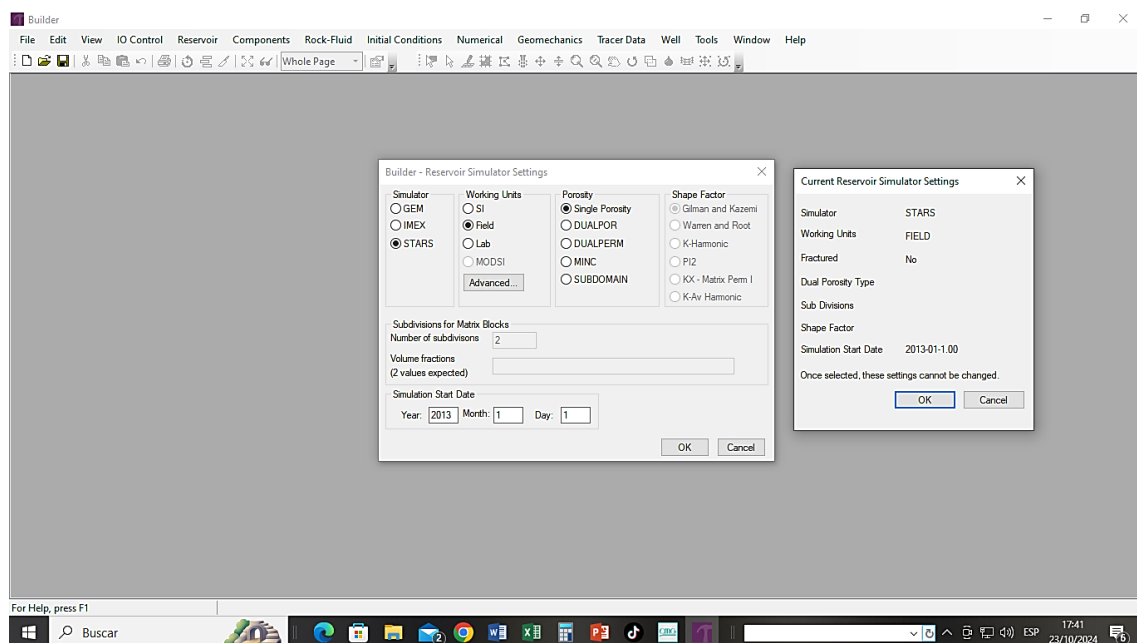 Builder
File Edit View IO Control Reservoir Components Rock-Fluid Initial Conditions Numerical Geomechanics Tracer Data Well Tools Window Help
Whole Page
Builder - Reservoir Simulator Settings
Simulator Working Units Porosity Shape Factor
GEM SI Single Porosity Gilman and Kazemi
IMEX Field DUALPOR Warren and Root
STARS Lab DUALPERM K-Harmonic
MODSI MINC PI2
Advanced... SUBDOMAIN KX - Matrix Perm I
K-Av Harmonic
Subdivisions for Matrix Blocks
Number of subdivisons 2
Volume fractions
(2 values expected)
Simulation Start Date
Year: 2013 Month: 1 Day: 1
OK Cancel
Current Reservoir Simulator Settings
Simulator STARS
Working Units FIELD
Fractured No
Dual Porosity Type
Sub Divisions
Shape Factor
Simulation Start Date 2013-01-1.00
Once selected, these settings cannot be changed.
OK Cancel
For Help, press F1
Buscar
ESP
17:41
23/10/2024